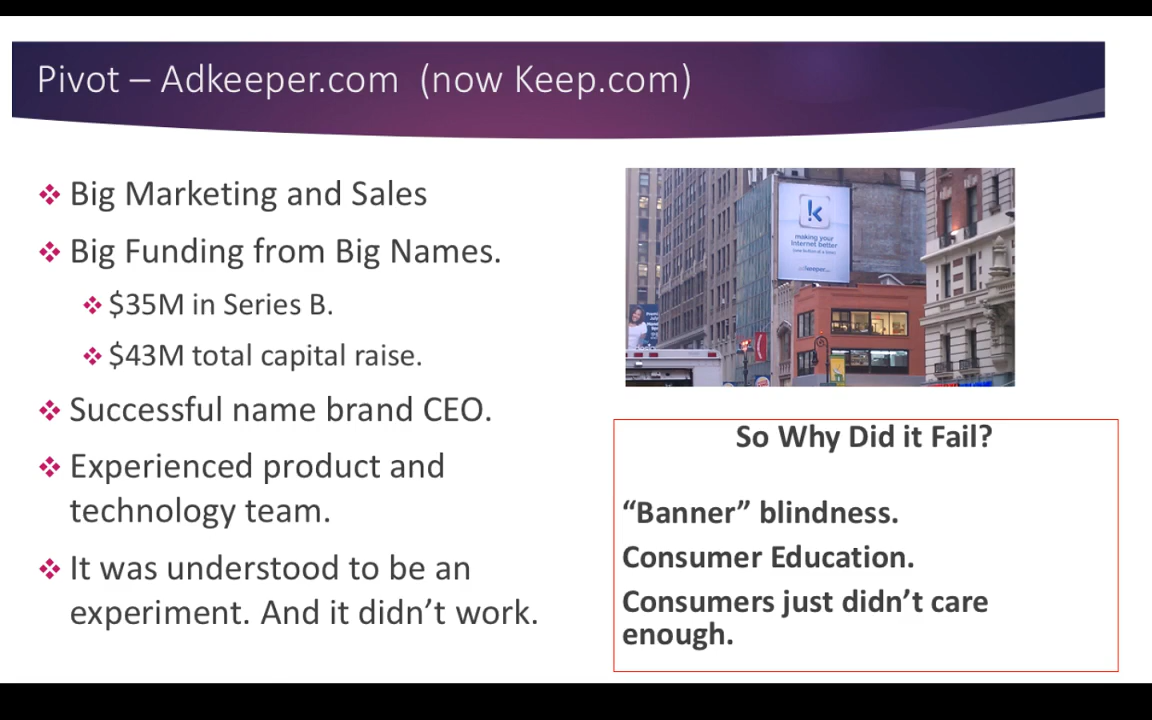 Pivot – Adkeeper.com (now Keep.com)
Big Marketing and Sales
Big Funding from Big Names.
$35M in Series B.
$43M total capital raise.
Successful name brand CEO.
Experienced product and
technology team.
It was understood to be an
experiment. And it didn’t work.
making your
internet better
So Why Did it Fail?
“Banner” blindness.
Consumer Education.
Consumers just didn’t care
enough.